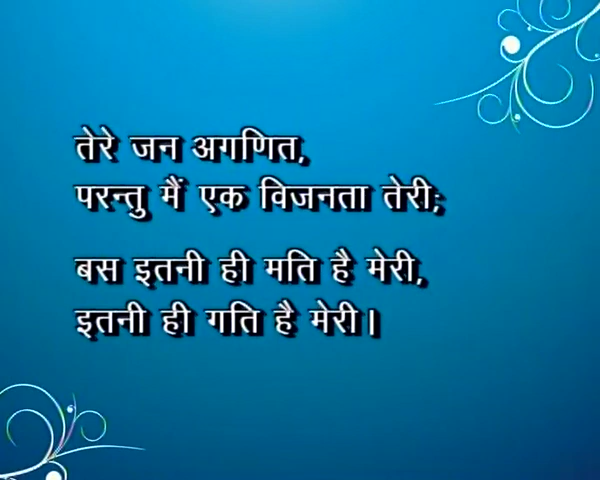 तेरे जन अगणित,
परन्तु मैं एक विजनता तेरी;
बस इतनी ही मति है मेरी,
इतनी ही गति है मेरी।